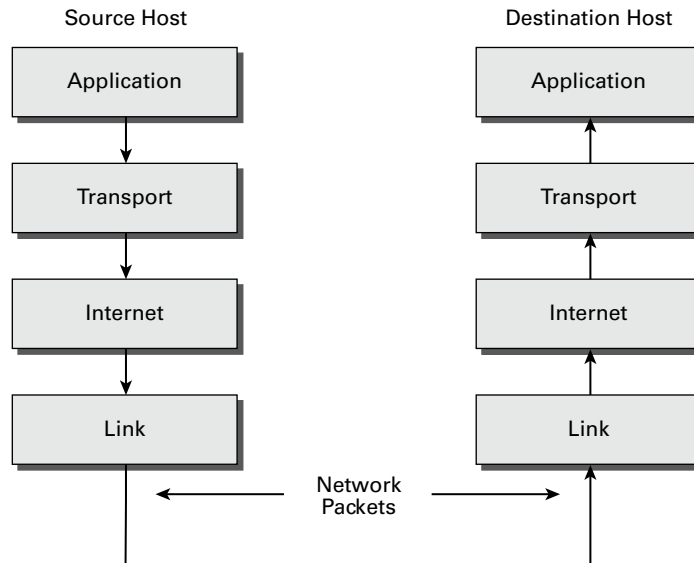 Source Host
Destination Host
Application
Application
Transport
Transport
Internet
Internet
Link
Link
Network
Packets